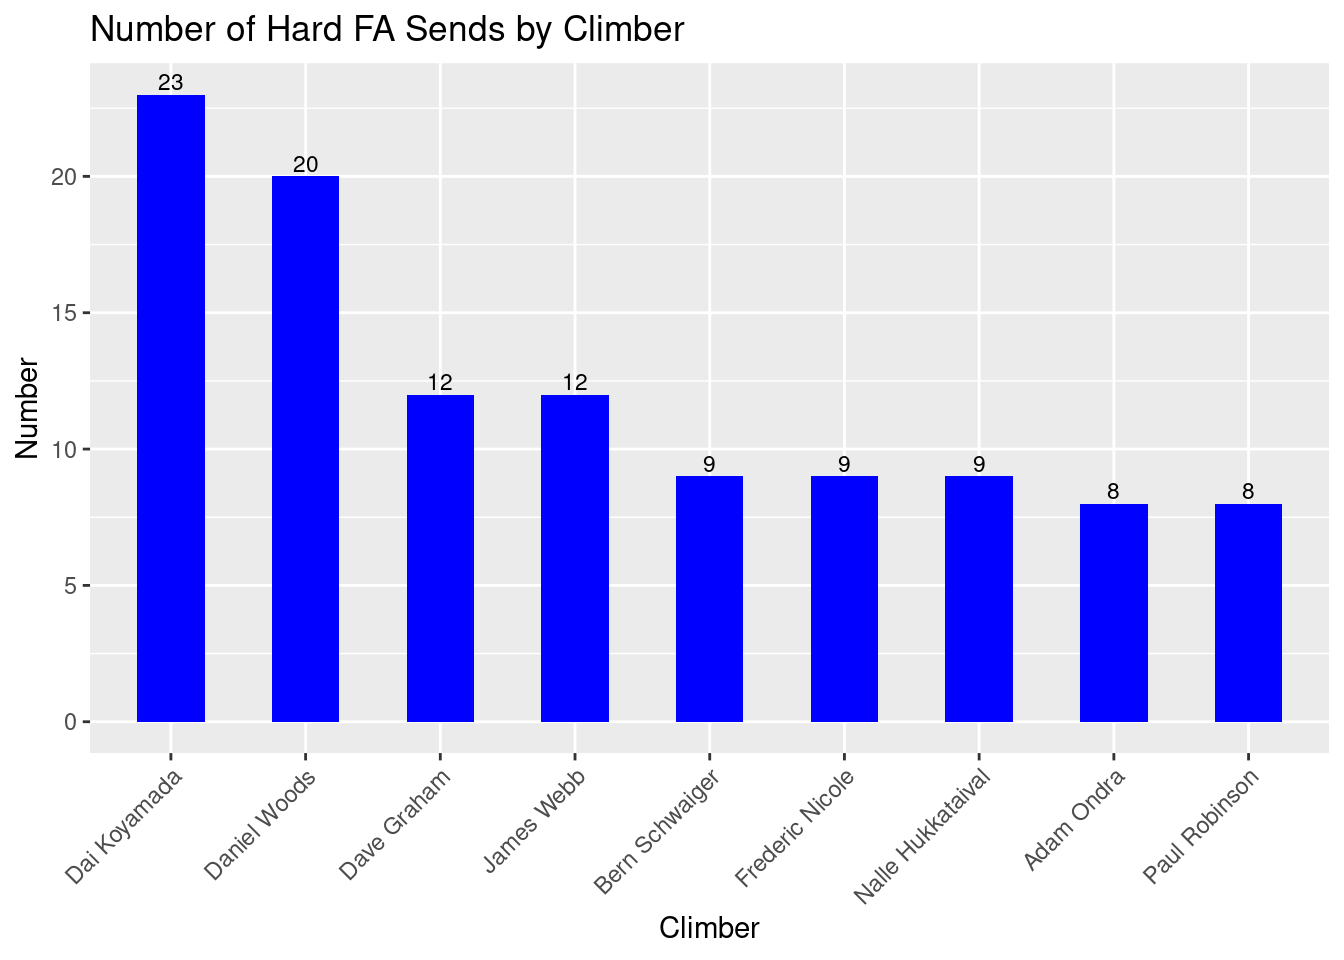 Number of Hard FA Sends by Climber
23
20
12
12
9
9
9
8
8
20
15
10
5
0
Number
Dai Koyamada
Daniel Woods
Dave Graham
James Webb
Bern Schwaiger
Frederic Nicole
Nalle Hukkataival
Adam Ondra
Paul Robinson
Climber